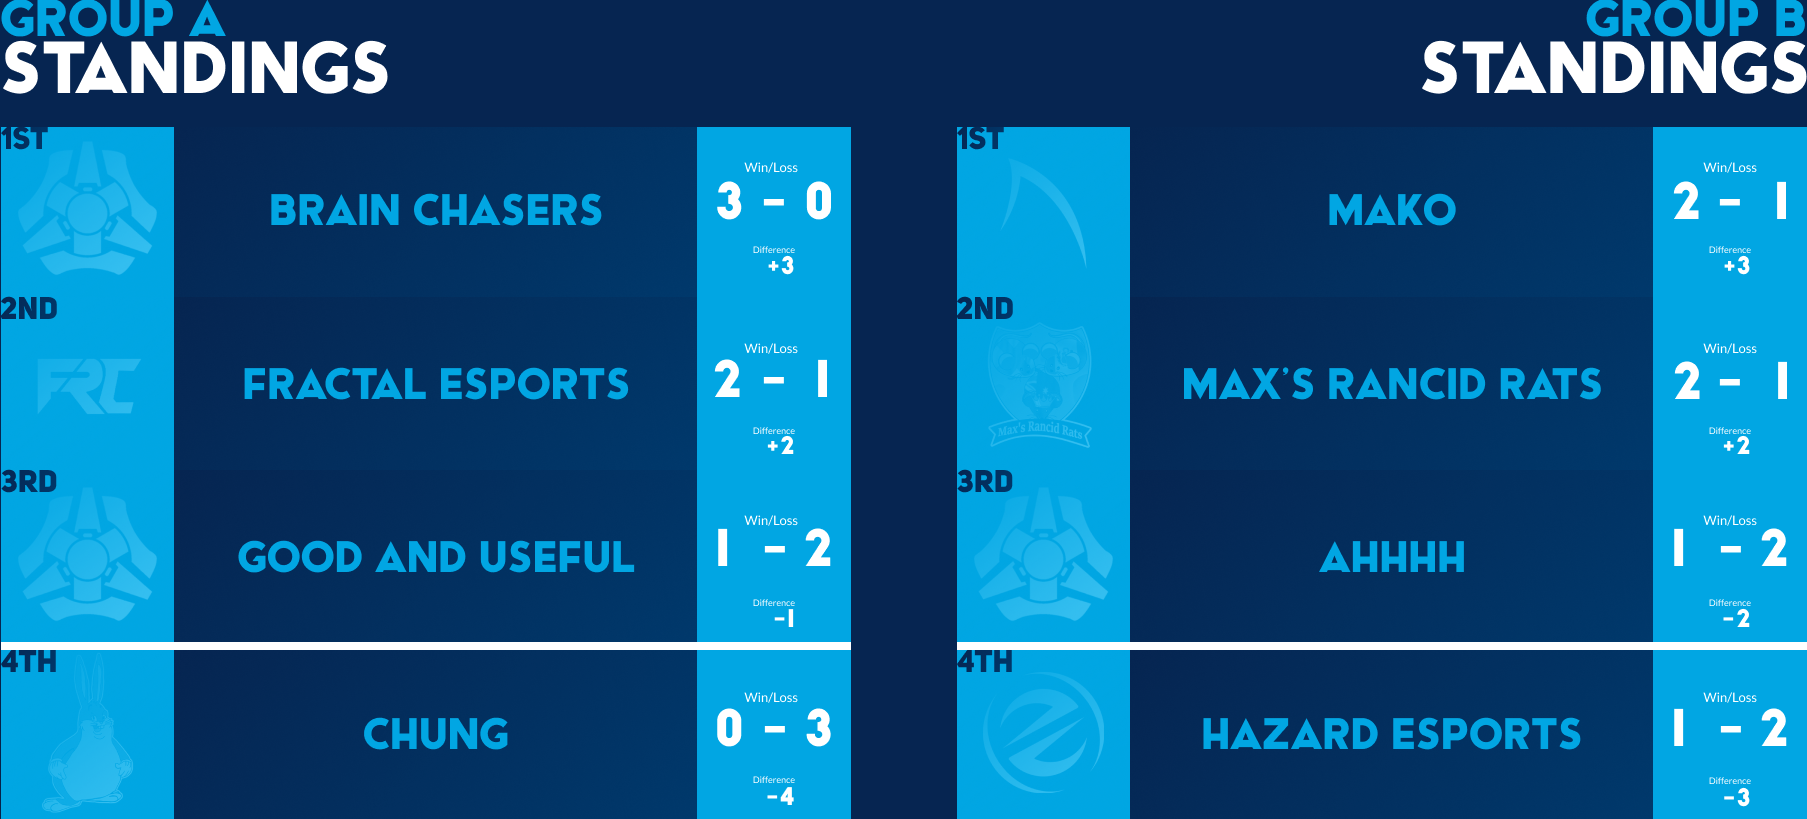 GROUP A
STANDINGS
1ST
BRAIN CHASERS
Win/Loss
3 - 0
Difference
+3
2ND
FRC
FRACTAL ESPORTS
Win/Loss
2 - 1
Difference
+2
3RD
GOOD AND USEFUL
Win/Loss
1 - 2
Difference
-1
4TH
CHUNG
Win/Loss
0 - 3
Difference
-4
GROUP B
STANDINGS
1ST
MAKO
Win/Loss
2 - 1
Difference
+3
2ND
Max's Rancid Rats
MAX'S RANCID RATS
Win/Loss
2 - 1
Difference
+2
3RD
AHHHH
Win/Loss
1 - 2
Difference
-2
4TH
HAZARD ESPORTS
Win/Loss
1 - 2
Difference
-3